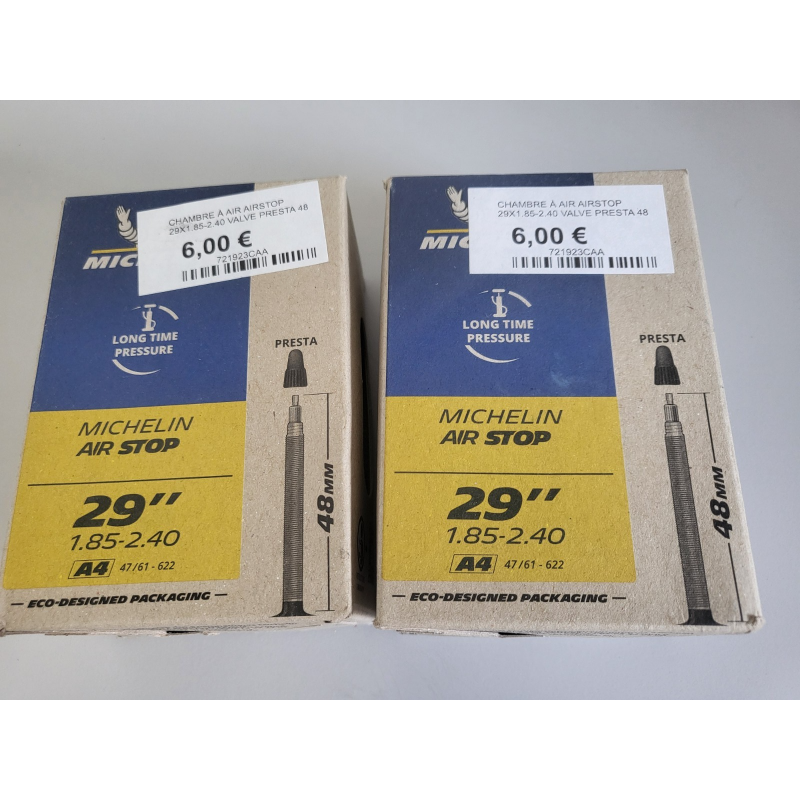 CHAMBRE À AIR AIRSTOP
29X1.85-2.40 VALVE PRESTA 48
6,00 €
721923CAA
LONG TIME
PRESSURE
PRESTA
MICHELIN
AIR STOP
29"
1.85-2.40
A4 47/61 - 622
48MM
ECO-DESIGNED PACKAGING
CHAMBRE À AIR AIRSTOP
29X1.85-2.40 VALVE PRESTA 48
6,00 €
721923CAA
LONG TIME
PRESSURE
PRESTA
MICHELIN
AIR STOP
29"
1.85-2.40
A4 47/61 - 622
48MM
ECO-DESIGNED PACKAGING